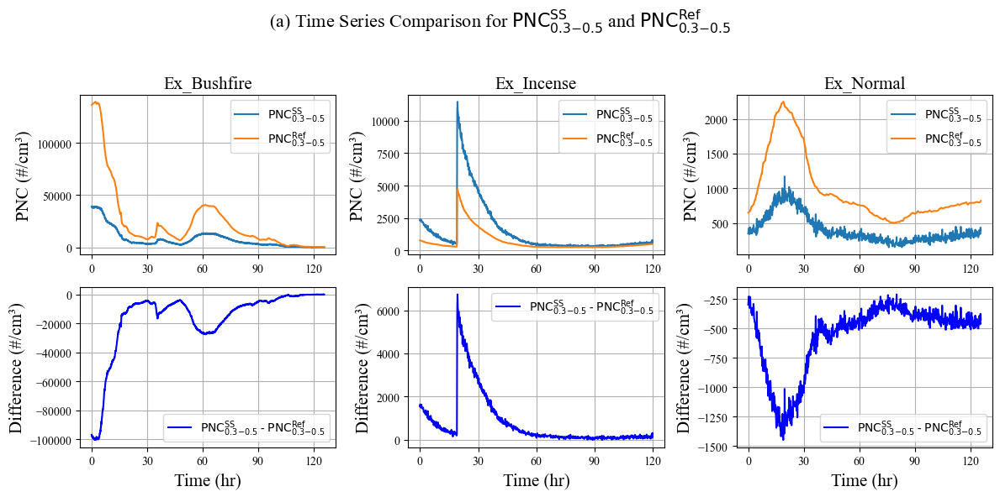 (a) Time Series Comparison for PNC^SS_0.3−0.5 and PNC^Ref_0.3−0.5
Ex_Bushfire
PNC (#/cm³)
100000
50000
0
PNC^SS_0.3−0.5
PNC^Ref_0.3−0.5
0 30 60 90 120
Ex_Incense
PNC (#/cm³)
10000
7500
5000
2500
0
PNC^SS_0.3−0.5
PNC^Ref_0.3−0.5
0 30 60 90 120
Ex_Normal
PNC (#/cm³)
2000
1500
1000
500
PNC^SS_0.3−0.5
PNC^Ref_0.3−0.5
0 30 60 90 120
Difference (#/cm³)
0
−20000
−40000
−60000
−80000
−100000
PNC^SS_0.3−0.5 - PNC^Ref_0.3−0.5
0 30 60 90 120
Time (hr)
Difference (#/cm³)
6000
4000
2000
0
PNC^SS_0.3−0.5 - PNC^Ref_0.3−0.5
0 30 60 90 120
Time (hr)
Difference (#/cm³)
−250
−500
−750
−1000
−1250
−1500
PNC^SS_0.3−0.5 - PNC^Ref_0.3−0.5
0 30 60 90 120
Time (hr)